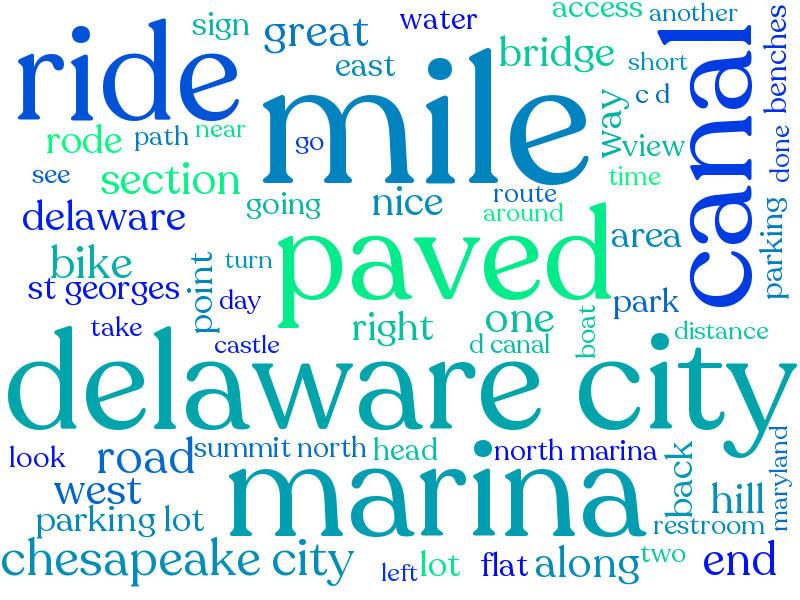 access
another
sign
great
water
ride
mile
canal
benches
bridge
east
short
c d
way
rode
path
near
go
view
done
see
section
time
going
nice
route
around
delaware
area
parking
paved
bike
point
turn
st georges
day
park
take
right
one
boat
distance
castle
d canal
delaware city
look
road
summit north
head
north marina
back
maryland
west
marina
hill
parking lot
restroom
chesapeake city
left
lot
flat
along
two
end